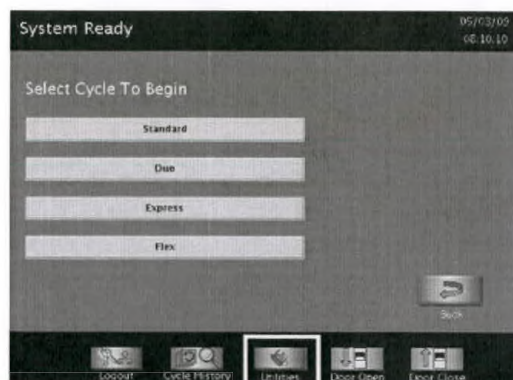 System Ready
05/03/09
08:10:10
Select Cycle To Begin
Standard
Duo
Express
Flex
Back
Logout
Cycle History
Utilities
Door Open
Door Close